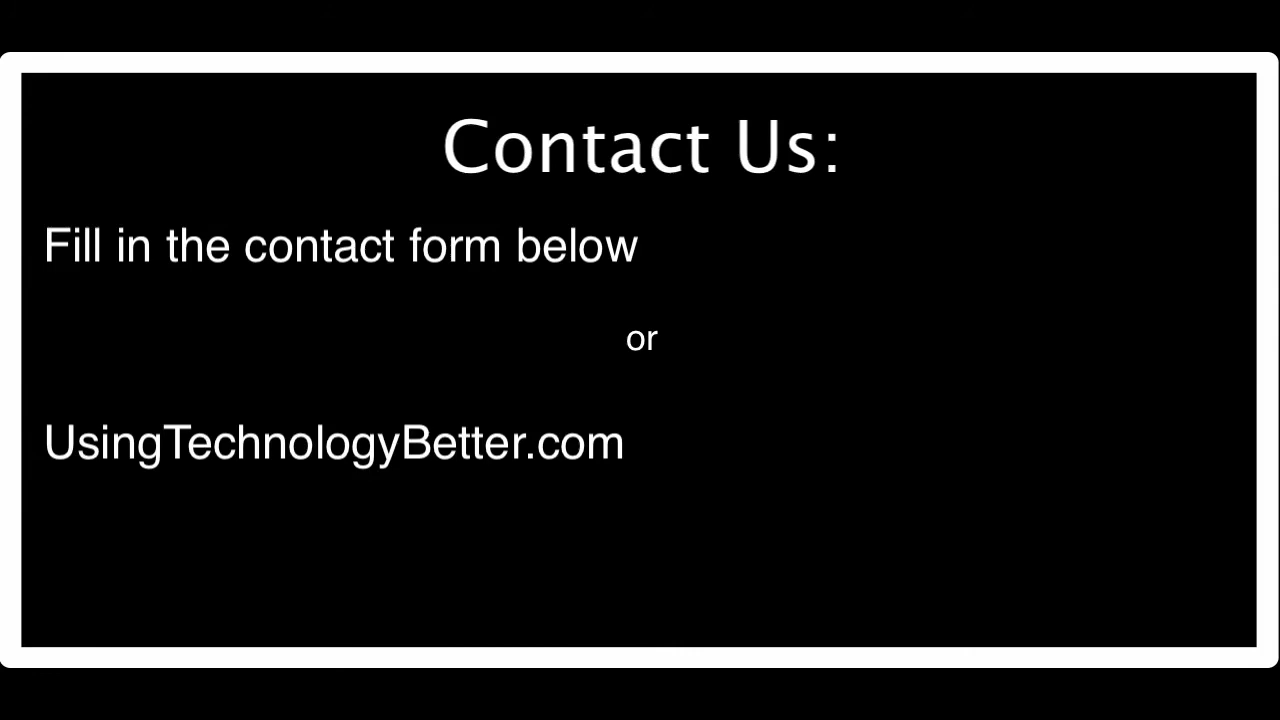 Contact Us:
Fill in the contact form below
or
UsingTechnologyBetter.com